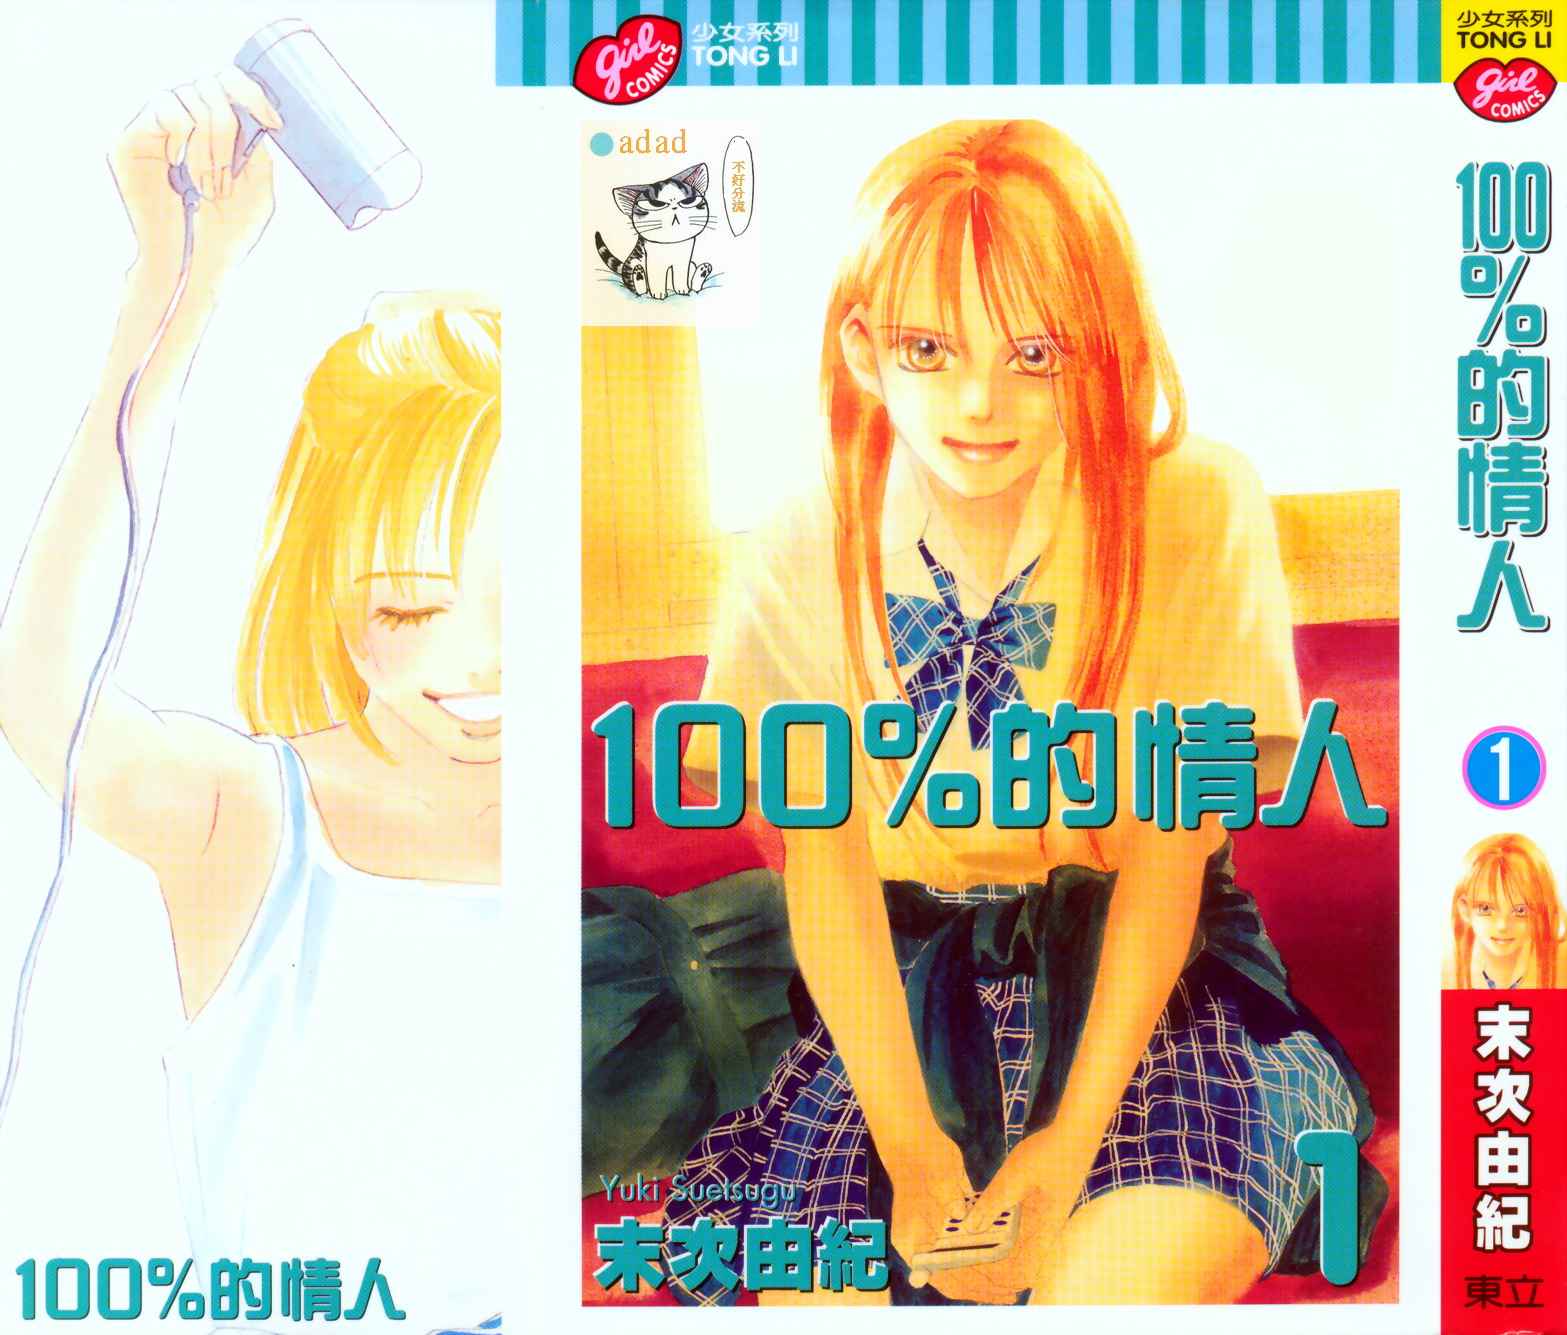 100%的情人
girl
COMICS
少女系列
TONG LI
adad
不好分流
100%的情人
1
Yuki Suetsugu
末次由紀
少女系列
TONG LI
girl
COMICS
100%的情人
1
末次由紀
東立